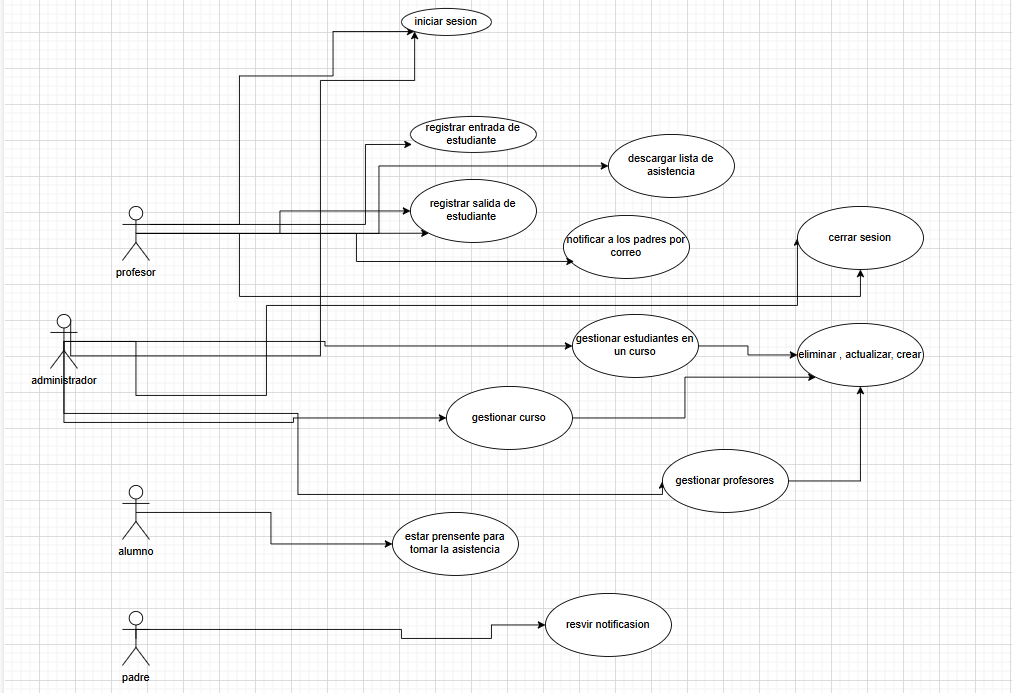 iniciar sesion
registrar entrada de
estudiante
descargar lista de
asistencia
registrar salida de
estudiante
notificar a los padres por
correo
cerrar sesion
profesor
gestionar estudiantes en
un curso
eliminar , actualizar, crear
administrador
gestionar curso
gestionar profesores
estar prensente para
tomar la asistencia
alumno
resvir notificasion
padre